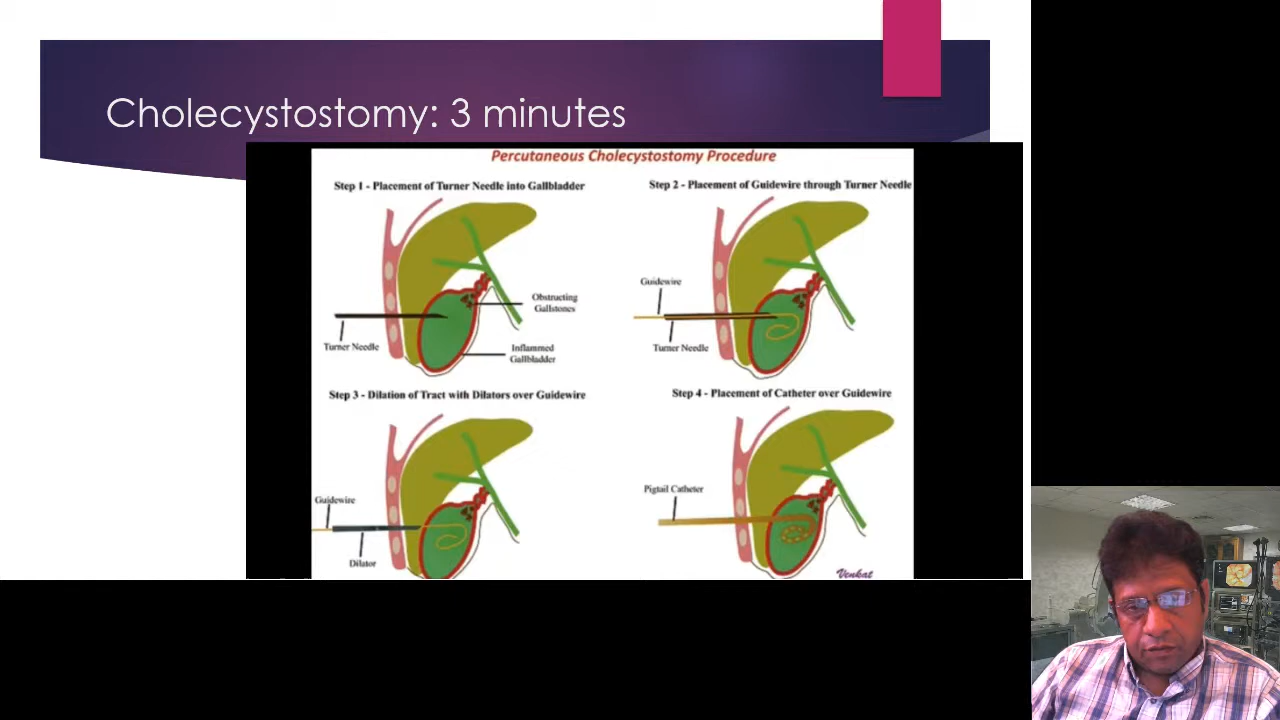 Cholecystostomy: 3 minutes
Percutaneous Cholecystostomy Procedure
Step 1 - Placement of Turner Needle into Gallbladder
Obstructing
Gallstones
Turner Needle
Inflammed
Gallbladder
Step 2 - Placement of Guidewire through Turner Needle
Guidewire
Turner Needle
Step 3 - Dilation of Tract with Dilators over Guidewire
Guidewire
Dilator
Step 4 - Placement of Catheter over Guidewire
Pigtail Catheter
Venkat